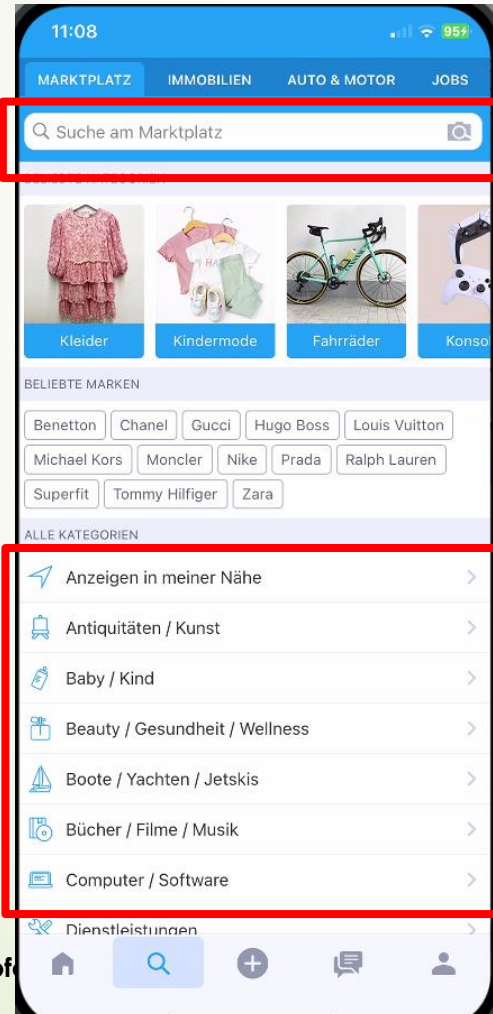 11:08 95
MARKTPLATZ IMMOBILIEN AUTO & MOTOR JOBS
Suche am Marktplatz
Kleider Kindermode Fahrräder Konsol
BELIEBTE MARKEN
Benetton Chanel Gucci Hugo Boss Louis Vuitton
Michael Kors Moncler Nike Prada Ralph Lauren
Superfit Tommy Hilfiger Zara
ALLE KATEGORIEN
Anzeigen in meiner Nähe
Antiquitäten / Kunst
Baby / Kind
Beauty / Gesundheit / Wellness
Boote / Yachten / Jetskis
Bücher / Filme / Musik
Computer / Software
Dienstleistungen